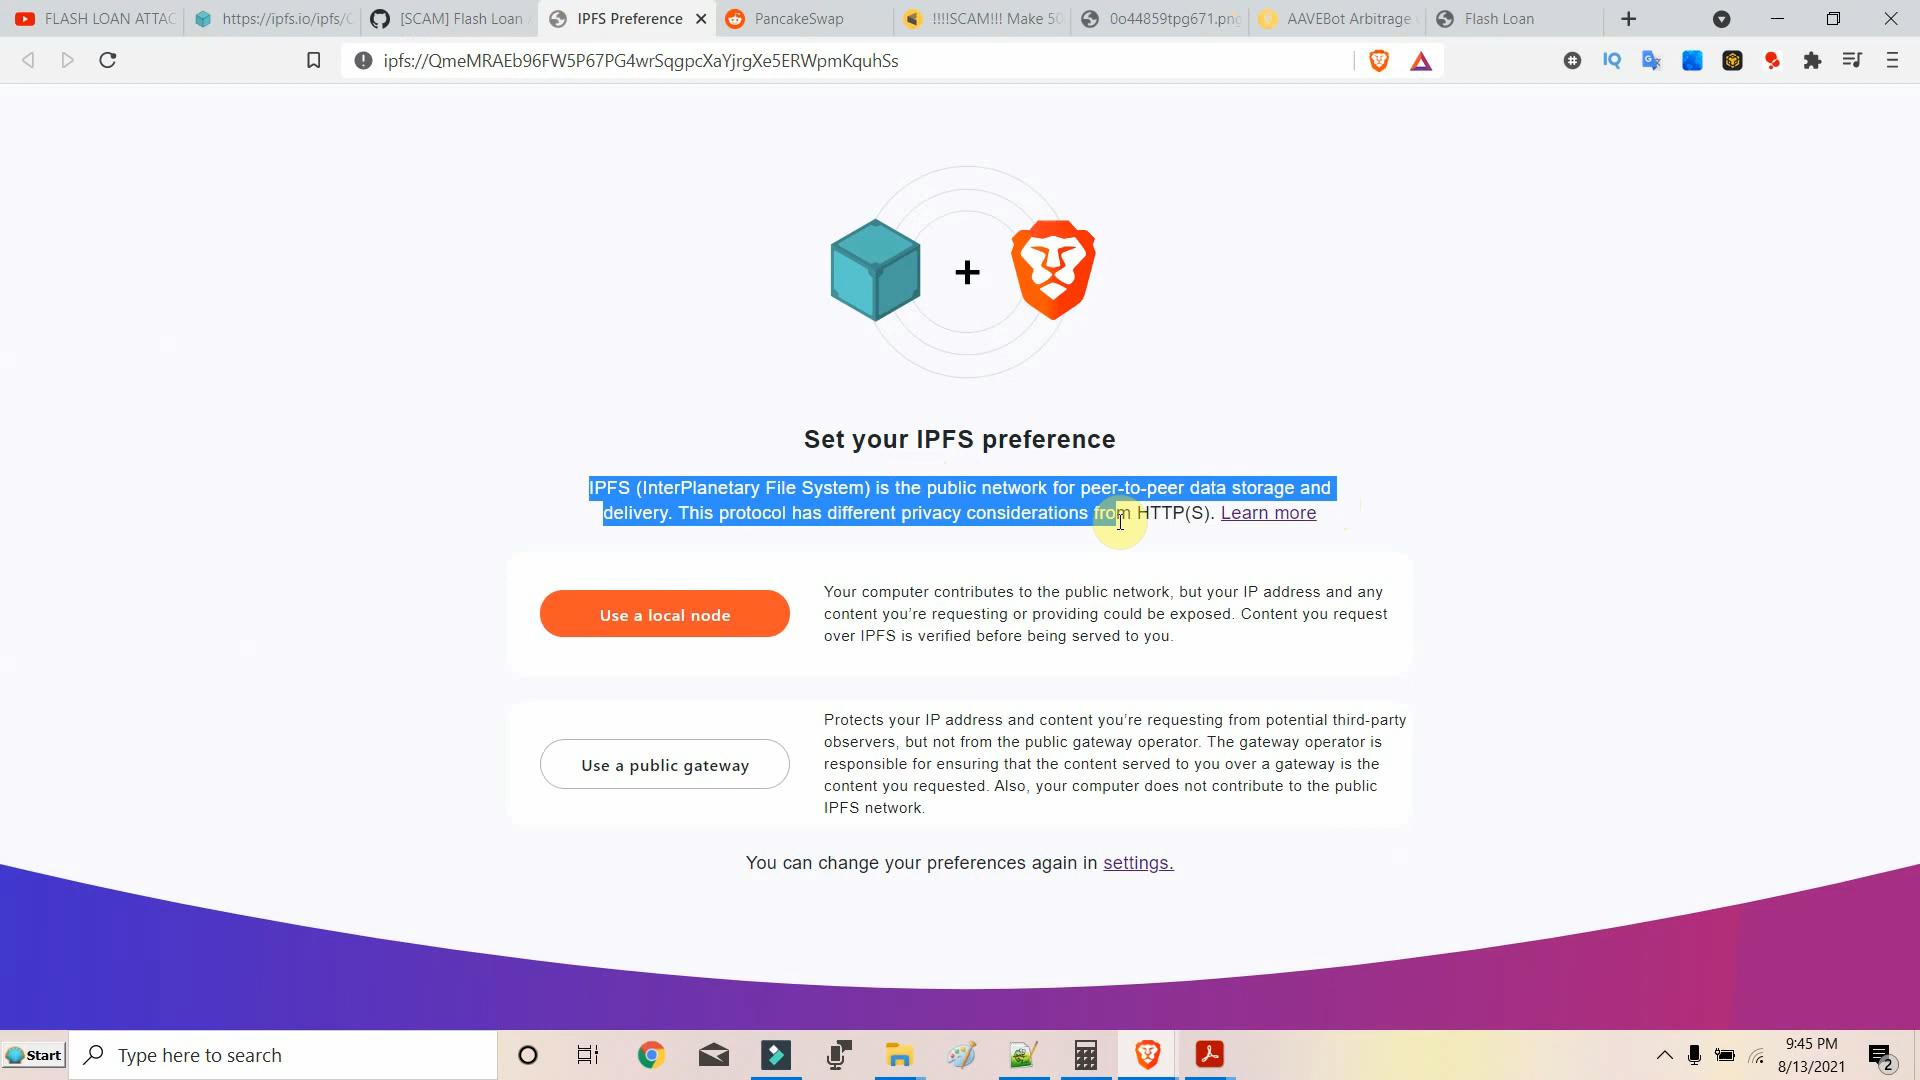 FLASH LOAN ATTAC
https://ipfs.io/ipfs/
[SCAM] Flash Loan
IPFS Preference
PancakeSwap
!!!!SCAM!!! Make 50
0o44859tpg671.png
AAVEBot Arbitrage
Flash Loan
ipfs://QmeMRAEb96FW5P67PG4wrSqgpcXaYjrgXe5ERWpmKquhSs
IQ
+
Set your IPFS preference
IPFS (InterPlanetary File System) is the public network for peer-to-peer data storage and
delivery. This protocol has different privacy considerations from HTTP(S). Learn more
Use a local node
Your computer contributes to the public network, but your IP address and any
content you're requesting or providing could be exposed. Content you request
over IPFS is verified before being served to you.
Use a public gateway
Protects your IP address and content you're requesting from potential third-party
observers, but not from the public gateway operator. The gateway operator is
responsible for ensuring that the content served to you over a gateway is the
content you requested. Also, your computer does not contribute to the public
IPFS network.
You can change your preferences again in settings.
Start
Type here to search
9:45 PM
8/13/2021
2